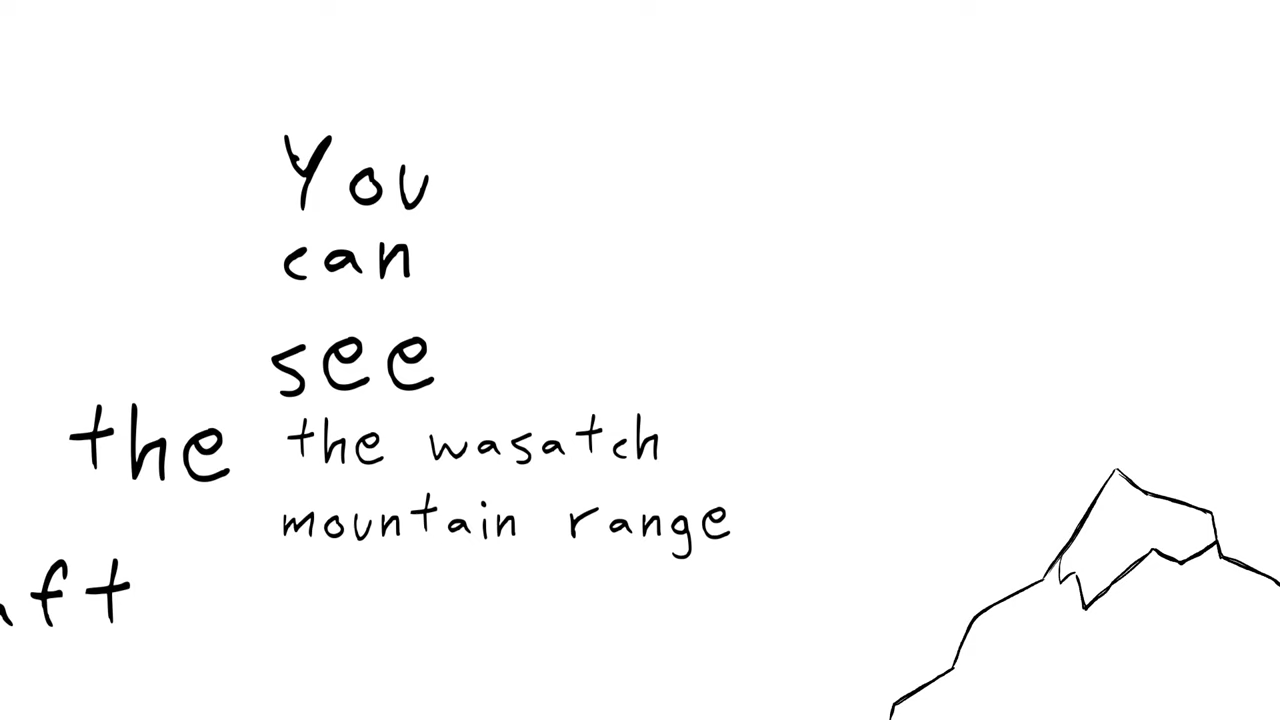 You
can
see
the
the wasatch
mountain range